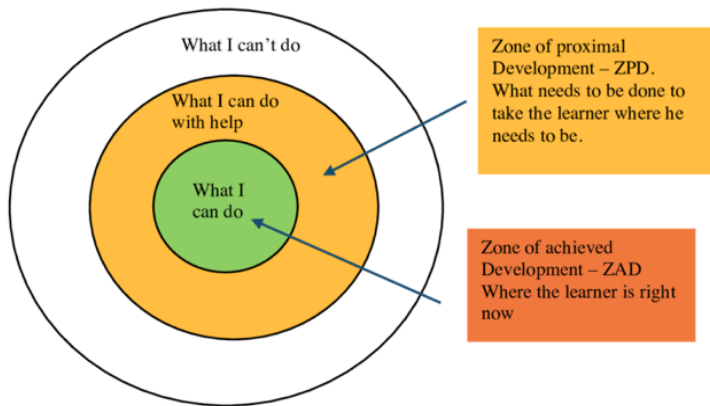 What I can't do
What I can do
with help
What I
can do
Zone of proximal
Development – ZPD.
What needs to be done to
take the learner where he
needs to be.
Zone of achieved
Development – ZAD
Where the learner is right
now